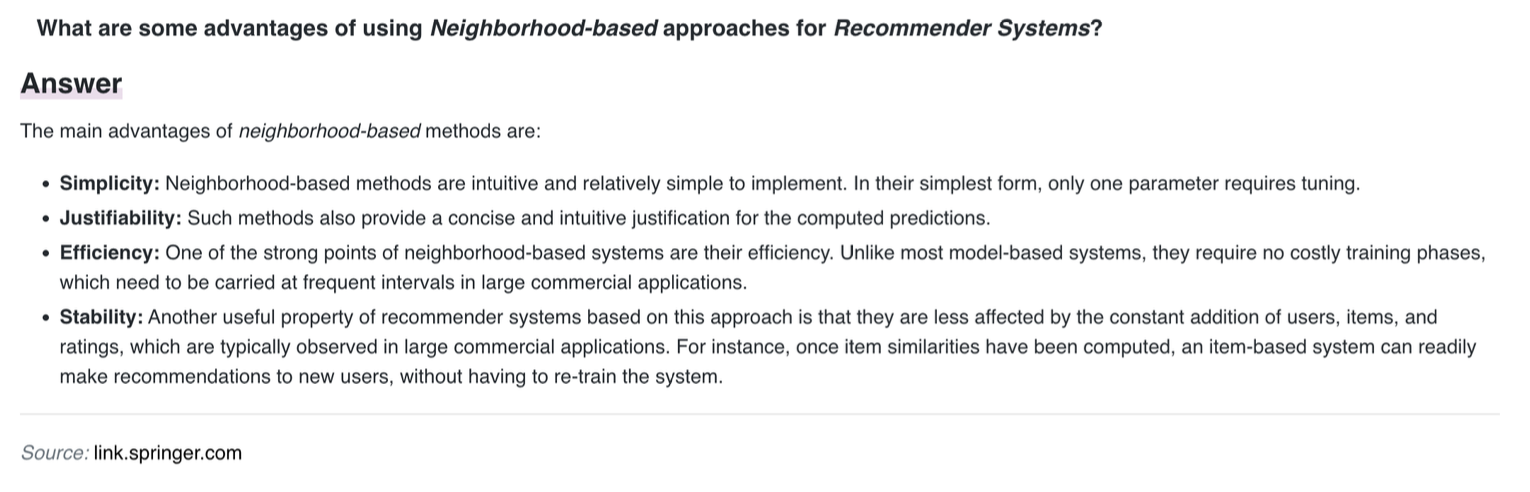 What are some advantages of using Neighborhood-based approaches for Recommender Systems?
Answer
The main advantages of neighborhood-based methods are:
• Simplicity: Neighborhood-based methods are intuitive and relatively simple to implement. In their simplest form, only one parameter requires tuning.
• Justifiability: Such methods also provide a concise and intuitive justification for the computed predictions.
• Efficiency: One of the strong points of neighborhood-based systems are their efficiency. Unlike most model-based systems, they require no costly training phases,
which need to be carried at frequent intervals in large commercial applications.
• Stability: Another useful property of recommender systems based on this approach is that they are less affected by the constant addition of users, items, and
ratings, which are typically observed in large commercial applications. For instance, once item similarities have been computed, an item-based system can readily
make recommendations to new users, without having to re-train the system.
Source: link.springer.com